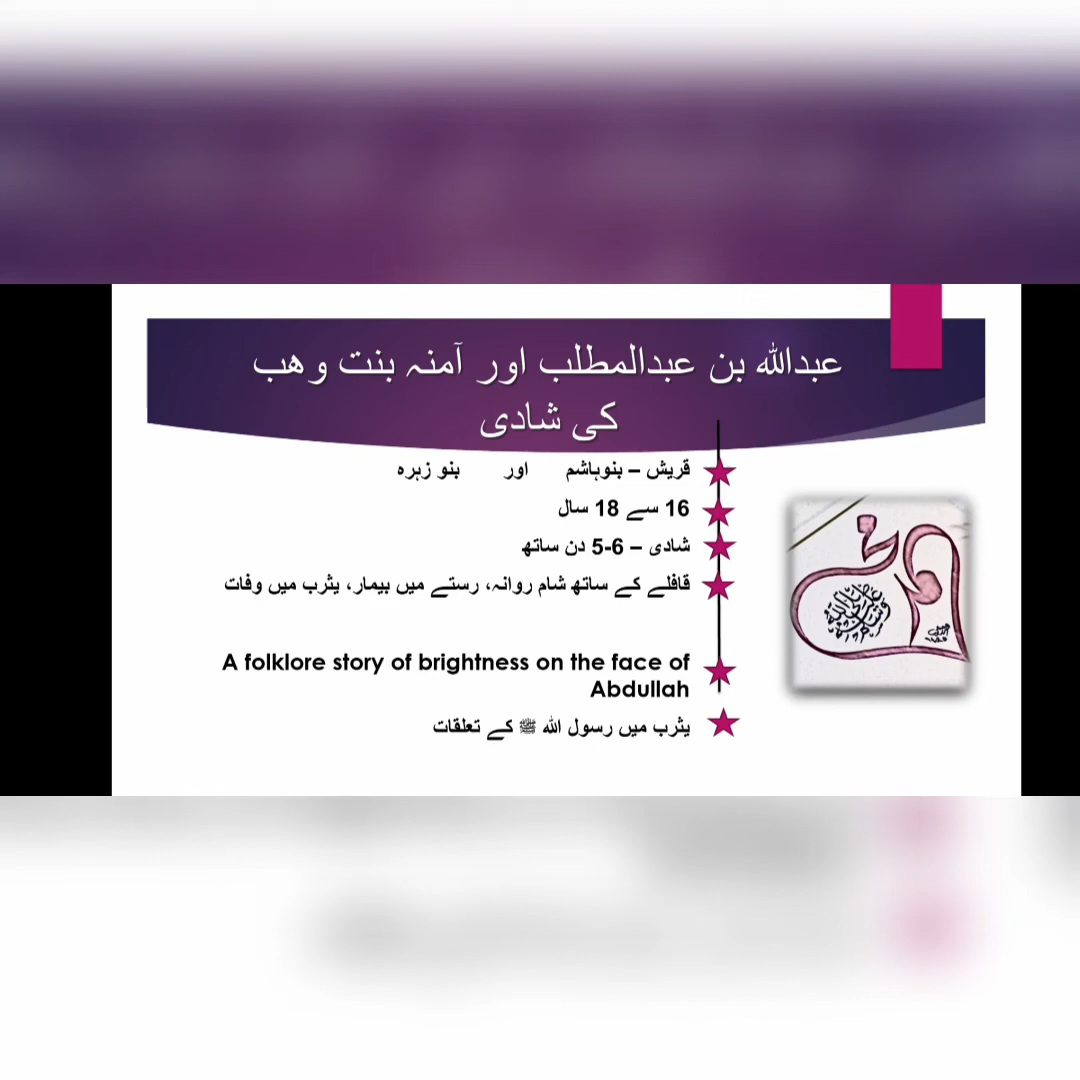 عبداللہ بن عبدالمطلب اور آمنہ بنت وھب
کی شادی
قریش – بنوہاشم اور بنو زہرہ
16 سے 18 سال
شادی – 6-5 دن ساتھ
قافلے کے ساتھ شام روانہ، رستے میں بیمار، یثرب میں وفات
A folklore story of brightness on the face of
Abdullah
یثرب میں رسول اللہ ﷺ کے تعلقات
محمد